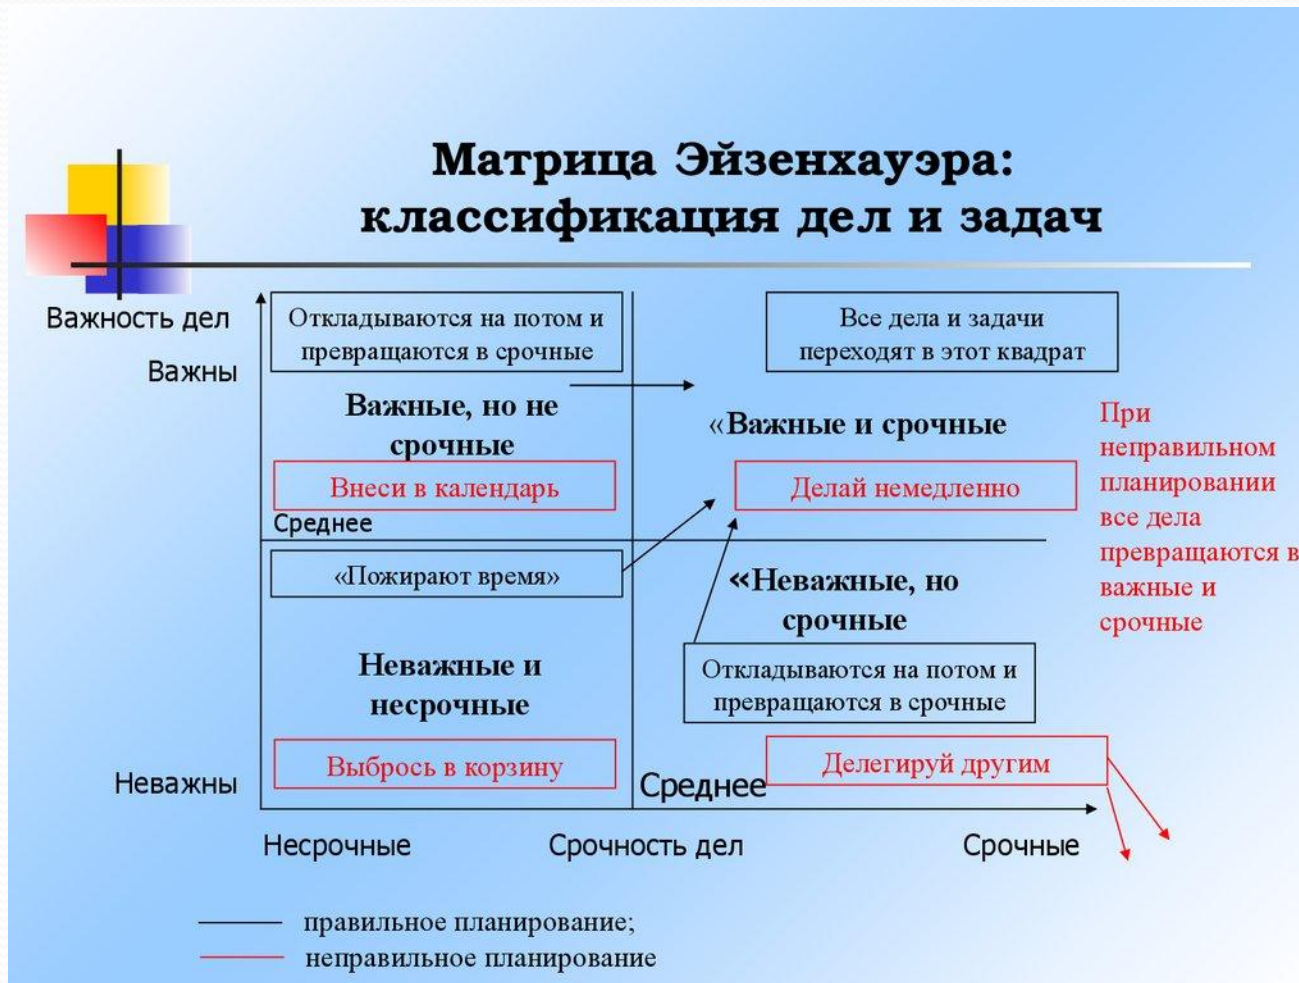 Матрица Эйзенхауэра:
классификация дел и задач
Важность дел
Важны
Откладываются на потом и
превращаются в срочные
Все дела и задачи
переходят в этот квадрат
Важные, но не
срочные
«Важные и срочные
Внеси в календарь
Делай немедленно
При
неправильном
планировании
все дела
превращаются в
важные и
срочные
Среднее
«Пожирают время»
«Неважные, но
срочные
Неважные и
несрочные
Откладываются на потом и
превращаются в срочные
Выбрось в корзину
Делегируй другим
Неважны
Среднее
Несрочные
Срочность дел
Срочные
правильное планирование;
неправильное планирование